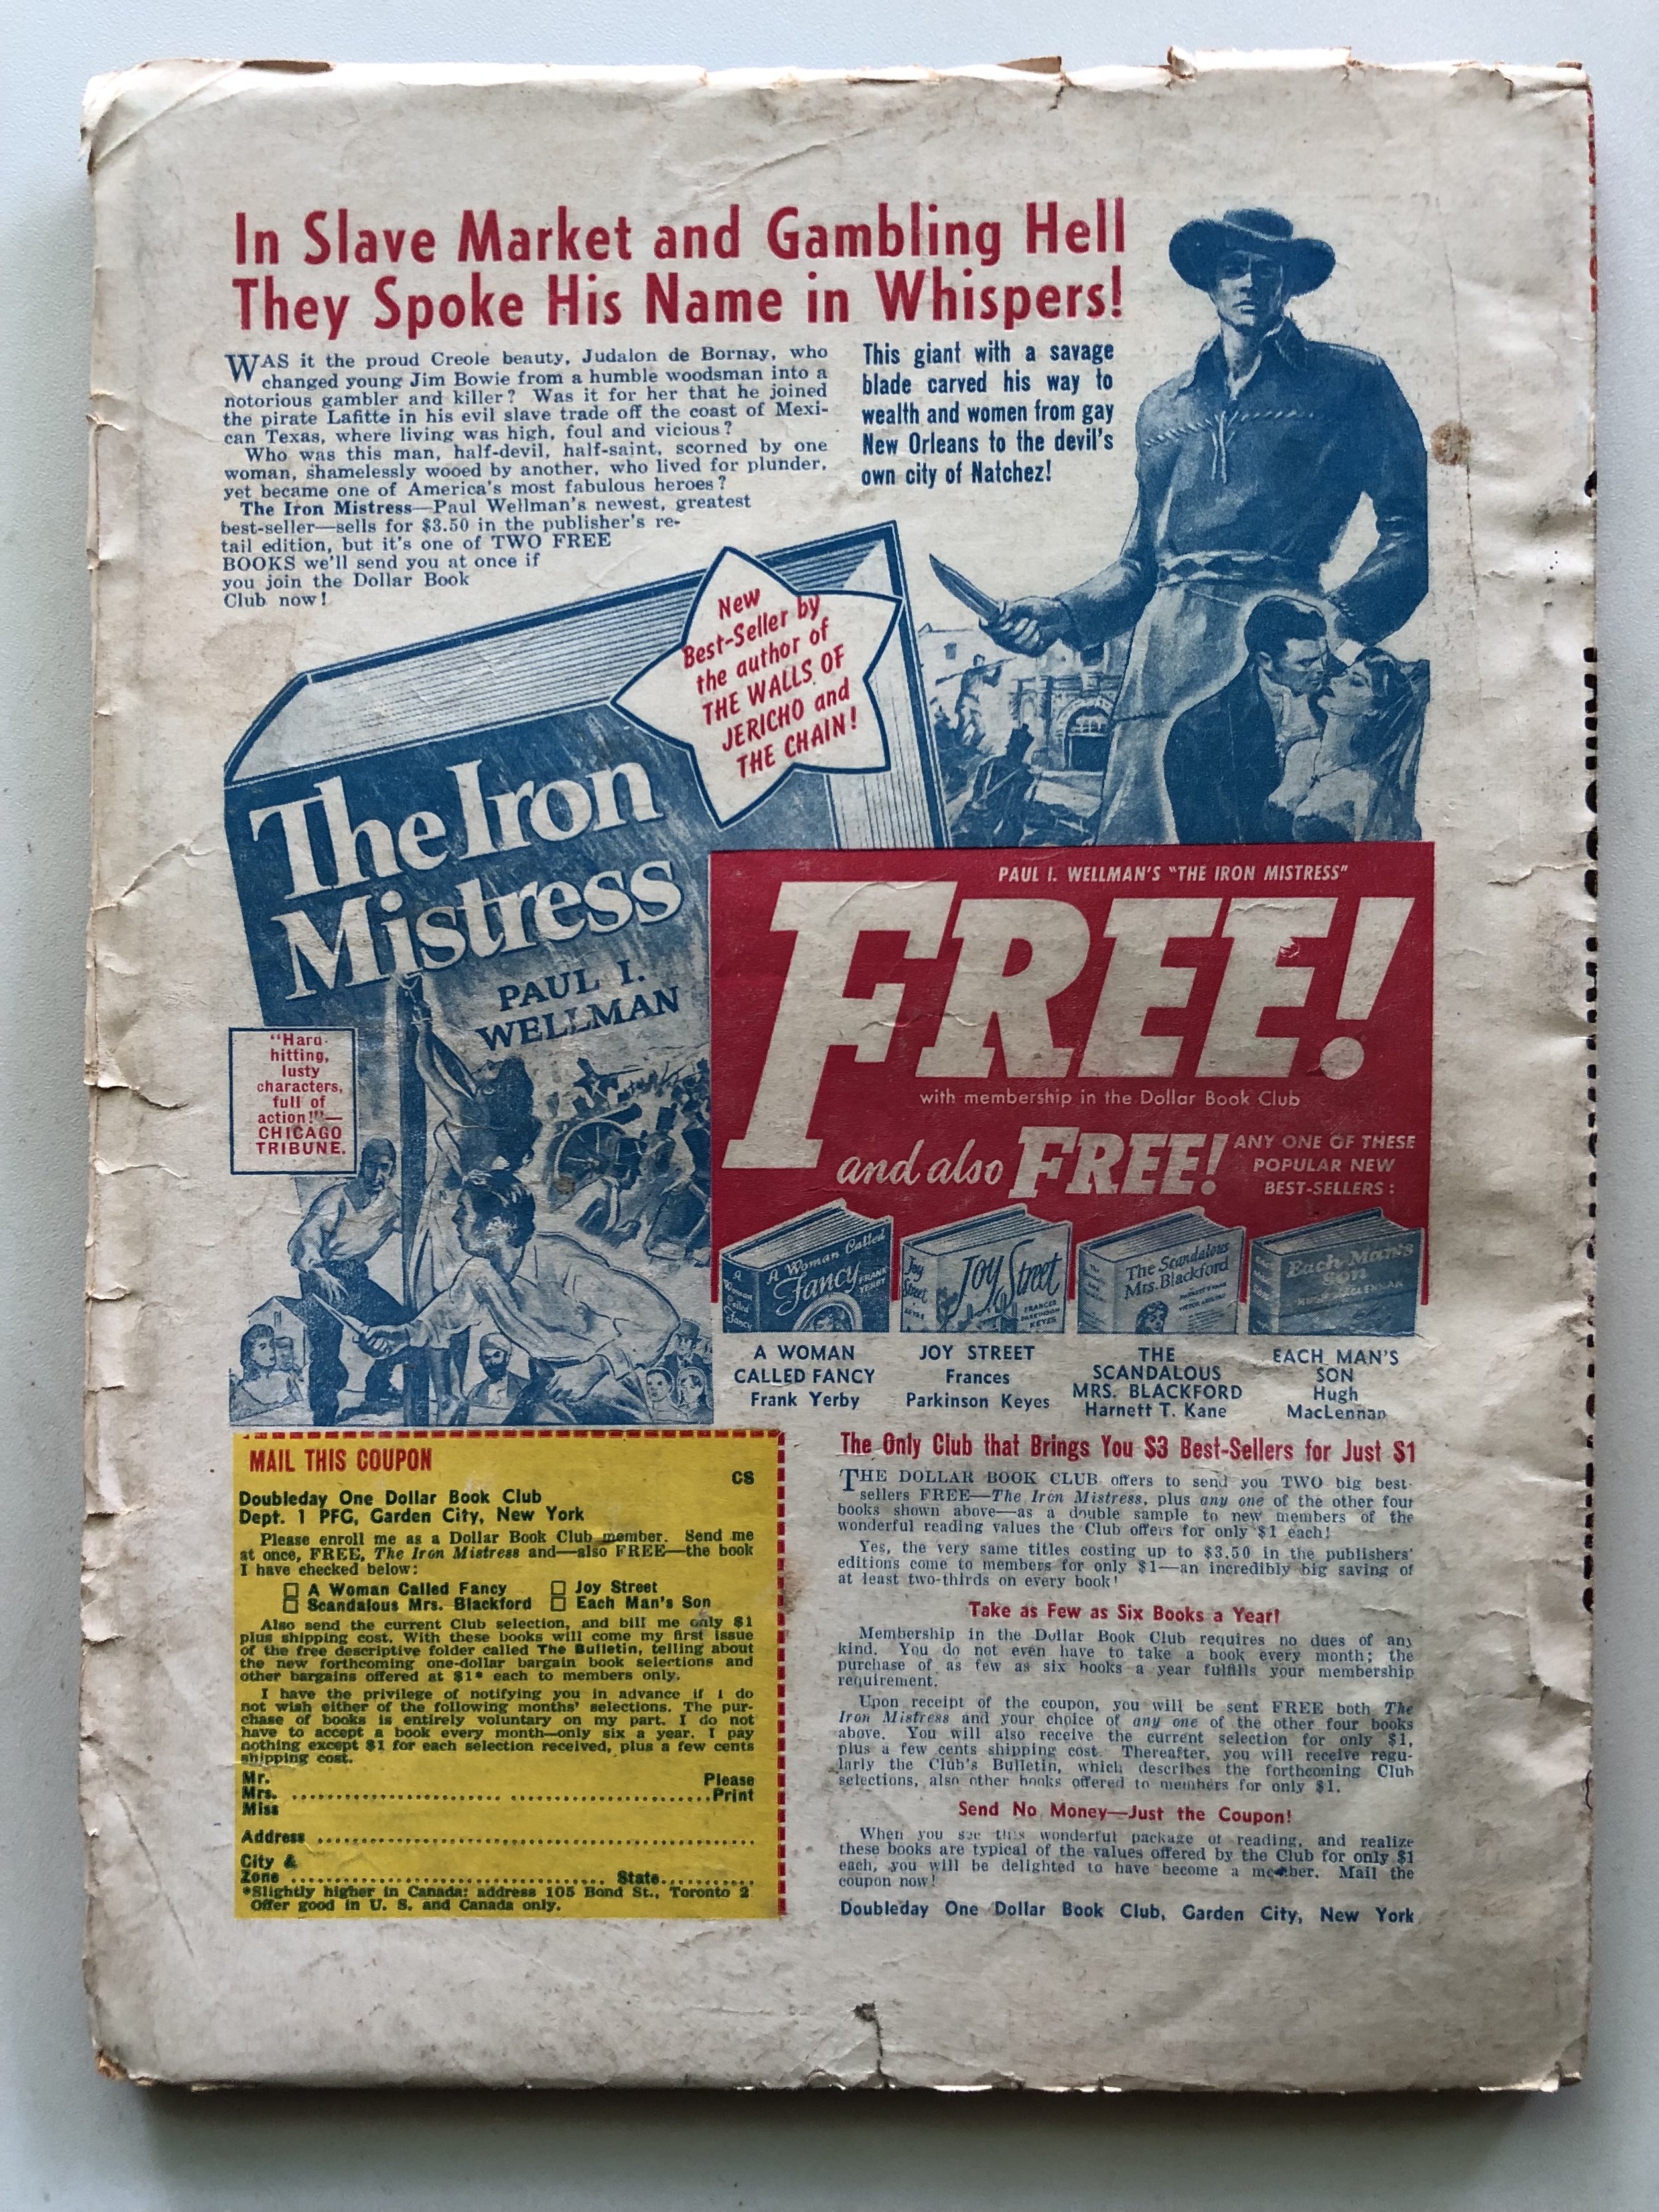 In Slave Market and Gambling Hell
They Spoke His Name in Whispers!
WAS it the proud Creole beauty, Judalon de Bornay, who
changed young Jim Bowie from a humble woodsman into a
notorious gambler and killer? Was it for her that he joined
the pirate Lafitte in his evil slave trade off the coast of Mexi-
can Texas, where living was high, foul and vicious?
Who was this man, half-devil, half-saint, scorned by one
woman, shamelessly wooed by another, who lived for plunder,
yet became one of America's most fabulous heroes?
The Iron Mistress—Paul Wellman's newest, greatest
best-seller—sells for $3.50 in the publisher's re-
tail edition, but it's one of TWO FREE
BOOKS we'll send you at once if
you join the Dollar Book
Club now!
This giant with a savage
blade carved his way to
wealth and women from gay
New Orleans to the devil's
own city of Natchez!
New
Best-Seller by
the author of
THE WALLS OF
JERICHO and
THE CHAIN!
The Iron
Mistress
PAUL I.
WELLMAN
"Hard-
hitting,
lusty
characters,
full of
action!"—
CHICAGO
TRIBUNE.
PAUL I. WELLMAN'S "THE IRON MISTRESS"
FREE!
with membership in the Dollar Book Club
and also FREE!
ANY ONE OF THESE
POPULAR NEW
BEST-SELLERS:
A Woman Called
Fancy
FRANK
YERBY
A
Woman
Called
Fancy
Joy
Street
KEYES
Joy Street
FRANCES
PARKINSON
KEYES
The Scandalous
Mrs. Blackford
Each Man's
Son
HUGH MACLENNAN
A WOMAN
CALLED FANCY
Frank Yerby
JOY STREET
Frances
Parkinson Keyes
THE
SCANDALOUS
MRS. BLACKFORD
Harnett T. Kane
EACH MAN'S
SON
Hugh
MacLennan
MAIL THIS COUPON
CS
Doubleday One Dollar Book Club
Dept. 1 PFG, Garden City, New York
Please enroll me as a Dollar Book Club member. Send me
at once, FREE, The Iron Mistress and—also FREE—the book
I have checked below:
☐ A Woman Called Fancy ☐ Joy Street
☐ Scandalous Mrs. Blackford ☐ Each Man's Son
Also send the current Club selection, and bill me only $1
plus shipping cost. With these books will come my first issue
of the free descriptive folder called The Bulletin, telling about
the new forthcoming one-dollar bargain book selections and
other bargains offered at $1* each to members only.
I have the privilege of notifying you in advance if I do
not wish either of the following months' selections. The pur-
chase of books is entirely voluntary on my part. I do not
have to accept a book every month—only six a year. I pay
nothing except $1 for each selection received, plus a few cents
shipping cost.
Mr. Please
Mrs. ........................................ Print
Miss
Address ........................................
City &
Zone ........................................ State............
*Slightly higher in Canada: address 105 Bond St., Toronto 2
Offer good in U. S. and Canada only.
The Only Club that Brings You $3 Best-Sellers for Just $1
THE DOLLAR BOOK CLUB offers to send you TWO big best-
sellers FREE—The Iron Mistress, plus any one of the other four
books shown above—as a double sample to new members of the
wonderful reading values the Club offers for only $1 each!
Yes, the very same titles costing up to $3.50 in the publishers'
editions come to members for only $1—an incredibly big saving of
at least two-thirds on every book!
Take as Few as Six Books a Year!
Membership in the Dollar Book Club requires no dues of any
kind. You do not even have to take a book every month; the
purchase of as few as six books a year fulfills your membership
requirement.
Upon receipt of the coupon, you will be sent FREE both The
Iron Mistress and your choice of any one of the other four books
above. You will also receive the current selection for only $1,
plus a few cents shipping cost. Thereafter, you will receive regu-
larly the Club's Bulletin, which describes the forthcoming Club
selections, also other books offered to members for only $1.
Send No Money—Just the Coupon!
When you see this wonderful package of reading, and realize
these books are typical of the values offered by the Club for only $1
each, you will be delighted to have become a member. Mail the
coupon now!
Doubleday One Dollar Book Club, Garden City, New York